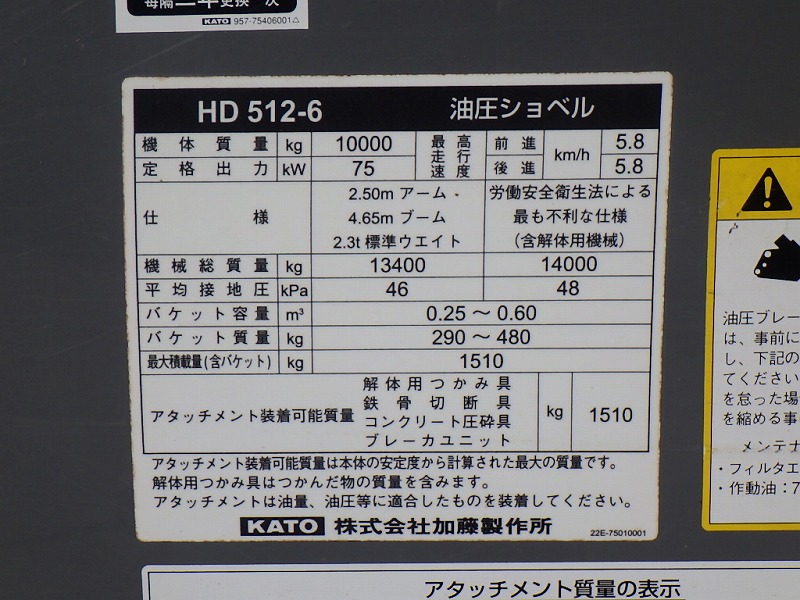 毎隔二年更換一次
KATO 957-75406001△
HD 512-6 油圧ショベル
機体質量 kg 10000 最高走行速度 前進 km/h 5.8
定格出力 kW 75 後進 5.8
仕様 2.50m アーム 労働安全衛生法による
4.65m ブーム 最も不利な仕様
2.3t 標準ウエイト (含解体用機械)
機械総質量 kg 13400 14000
平均接地圧 kPa 46 48
バケット容量 m³ 0.25～0.60
バケット質量 kg 290～480
最大積載量(含バケット) kg 1510
アタッチメント装着可能質量 解体用つかみ具 kg 1510
鉄骨切断具
コンクリート圧砕具
ブレーカユニット
アタッチメント装着可能質量は本体の安定度から計算された最大の質量です。
解体用つかみ具はつかんだ物の質量を含みます。
アタッチメントは油量、油圧等に適合したものを装着してください。
KATO 株式会社加藤製作所 22E-75010001
アタッチメント質量の表示
油圧ブレー
は、事前に
し、下記の
てください
を怠った場
を縮める事
メンテナ
・フィルタエ
・作動油：7